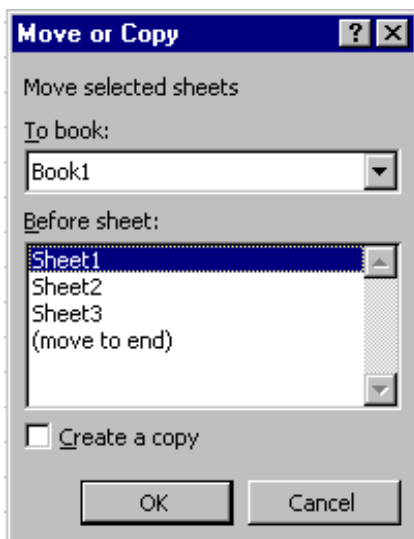 Move or Copy ?
Move selected sheets
To book:
Book1
Before sheet:
Sheet1
Sheet2
Sheet3
(move to end)
Create a copy
OK Cancel